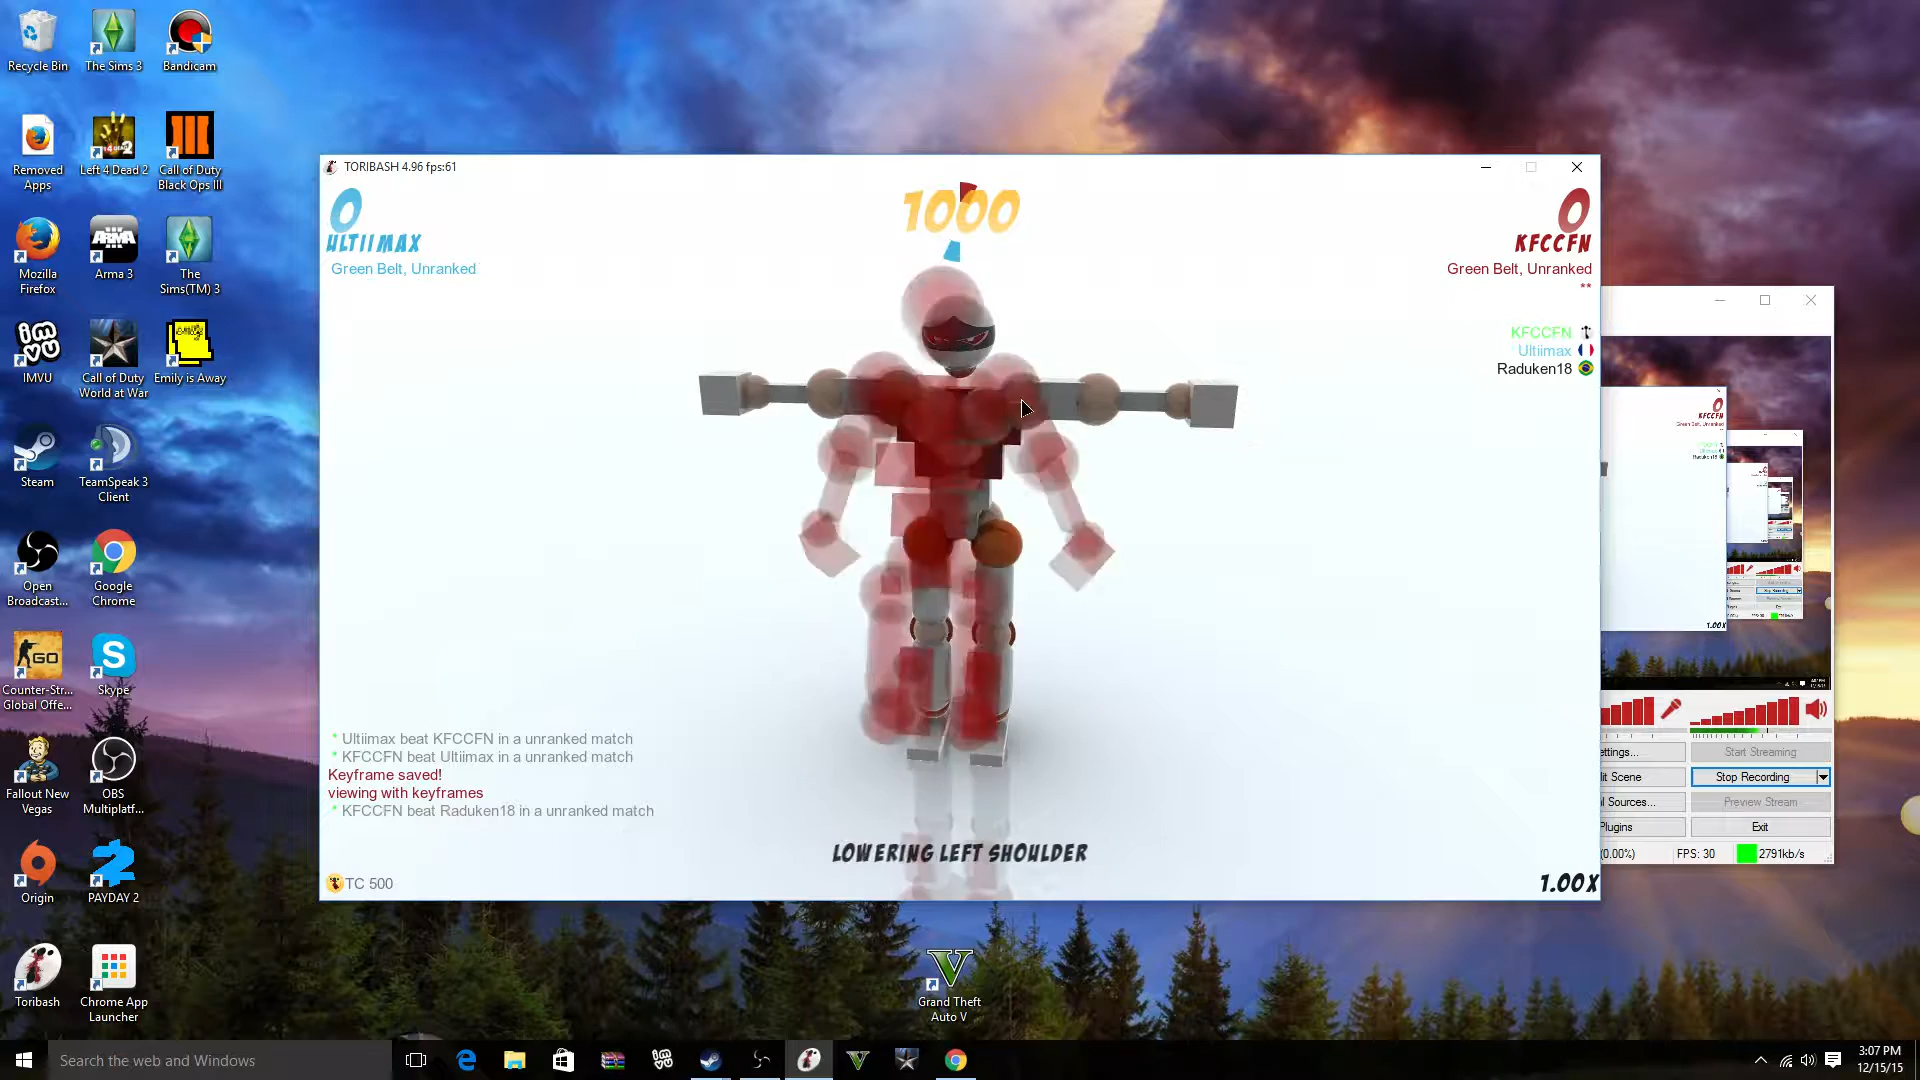 Recycle Bin
The Sims 3
Bandicam
Removed Apps
Left 4 Dead 2
Call of Duty Black Ops III
Mozilla Firefox
Arma 3
The Sims(TM) 3
IMVU
Call of Duty World at War
Emily is Away
Steam
TeamSpeak 3 Client
Open Broadcast...
Google Chrome
Counter-Str... Global Offe...
Skype
Fallout New Vegas
OBS Multiplatf...
Origin
PAYDAY 2
Toribash
Chrome App Launcher
Grand Theft Auto V
TORIBASH 4.96 fps:61
0
ULTIIMAX
Green Belt, Unranked
1000
0
KFCCFN
Green Belt, Unranked
**
KFCCFN
Ultiimax
Raduken18
* Ultiimax beat KFCCFN in a unranked match
* KFCCFN beat Ultiimax in a unranked match
Keyframe saved!
viewing with keyframes
* KFCCFN beat Raduken18 in a unranked match
LOWERING LEFT SHOULDER
TC 500
1.00X
ettings...
Start Streaming
lit Scene
Stop Recording
l Sources...
Preview Stream
Plugins
Exit
(0.00%)
FPS: 30
2791kb/s
Search the web and Windows
3:07 PM
12/15/15